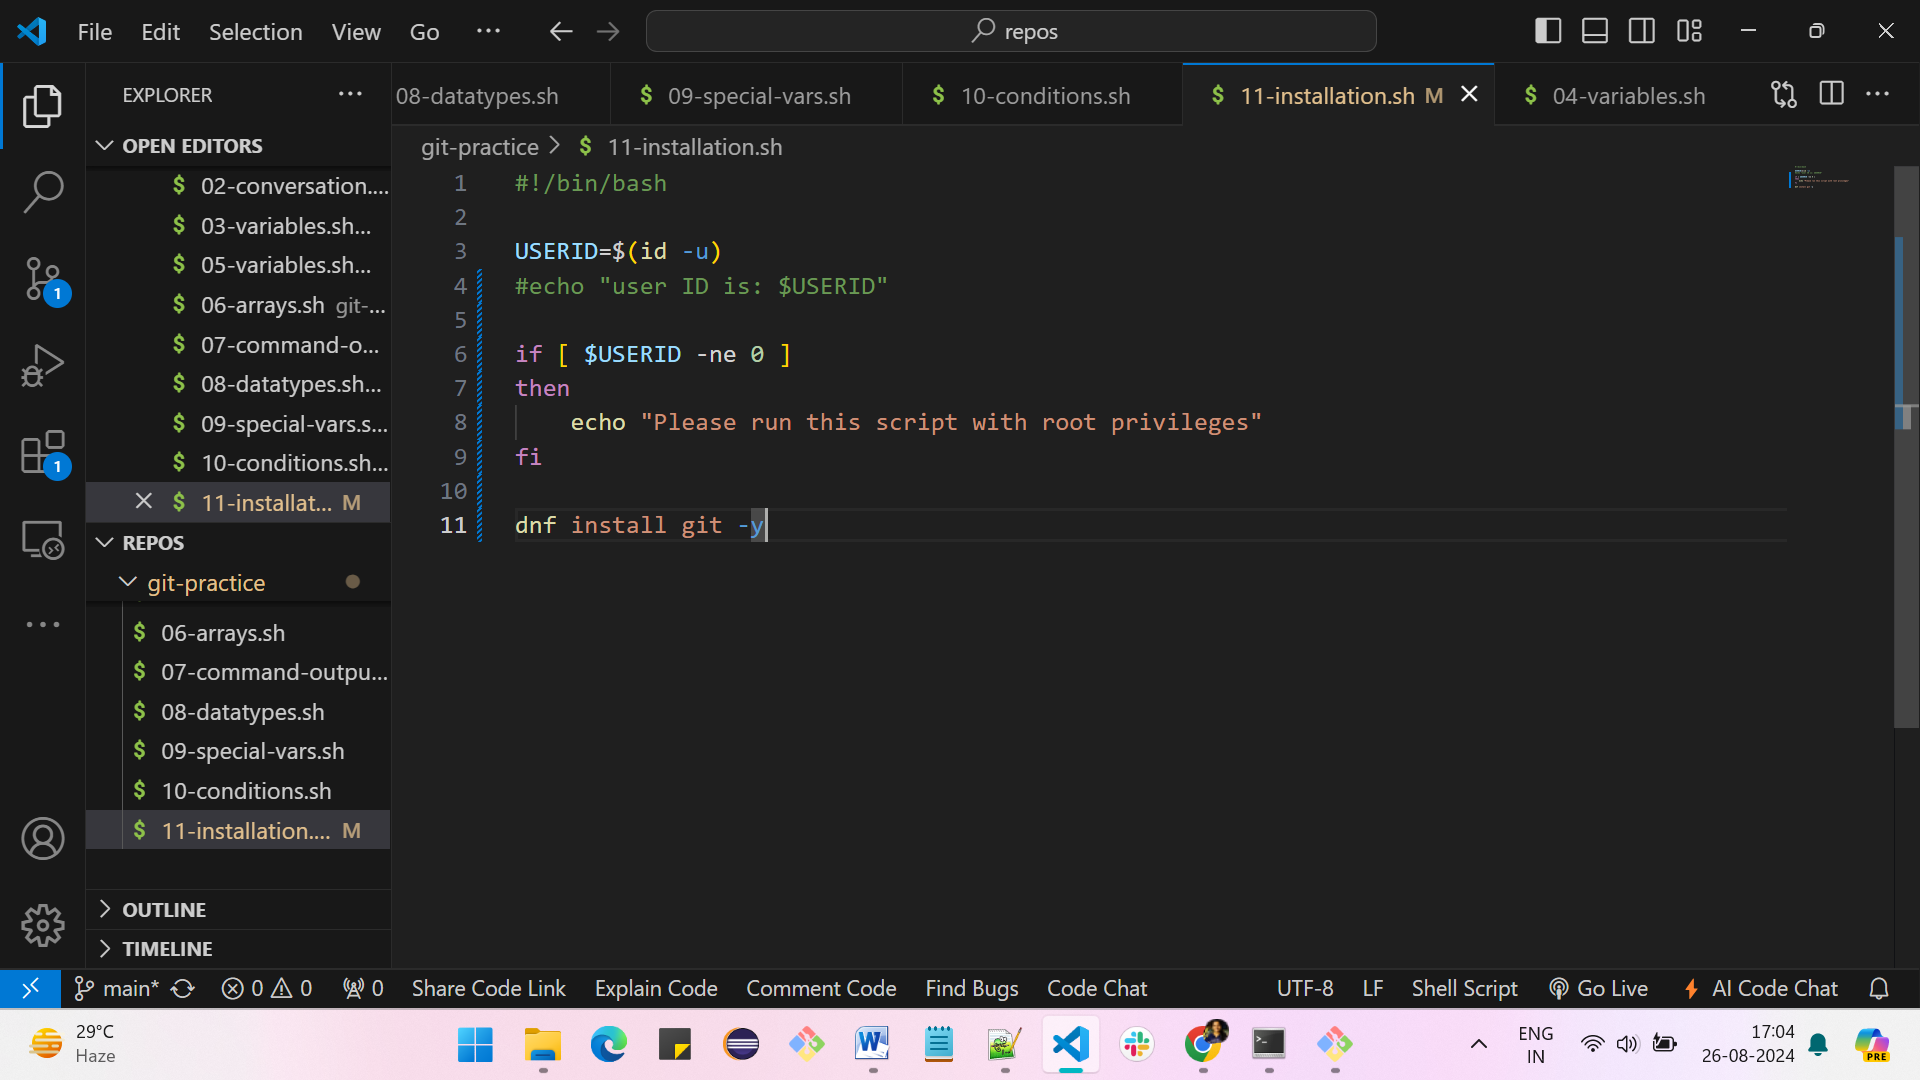 File Edit Selection View Go ... repos
EXPLORER ...
08-datatypes.sh
$ 09-special-vars.sh
$ 10-conditions.sh
$ 11-installation.sh M
$ 04-variables.sh
...
OPEN EDITORS
$ 02-conversation....
$ 03-variables.sh...
$ 05-variables.sh...
$ 06-arrays.sh git-...
$ 07-command-o...
$ 08-datatypes.sh...
$ 09-special-vars.s...
$ 10-conditions.sh...
$ 11-installat... M
REPOS
git-practice
$ 06-arrays.sh
$ 07-command-outpu...
$ 08-datatypes.sh
$ 09-special-vars.sh
$ 10-conditions.sh
$ 11-installation.... M
OUTLINE
TIMELINE
1
1
git-practice > $ 11-installation.sh
1 #!/bin/bash
2
3 USERID=$(id -u)
4 #echo "user ID is: $USERID"
5
6 if [ $USERID -ne 0 ]
7 then
8 echo "Please run this script with root privileges"
9 fi
10
11 dnf install git -y
main* 0 0 0 Share Code Link Explain Code Comment Code Find Bugs Code Chat UTF-8 LF Shell Script Go Live AI Code Chat
29°C
Haze
ENG
IN
17:04
26-08-2024
PRE